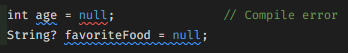 int age = null; // Compile error
String? favoriteFood = null;